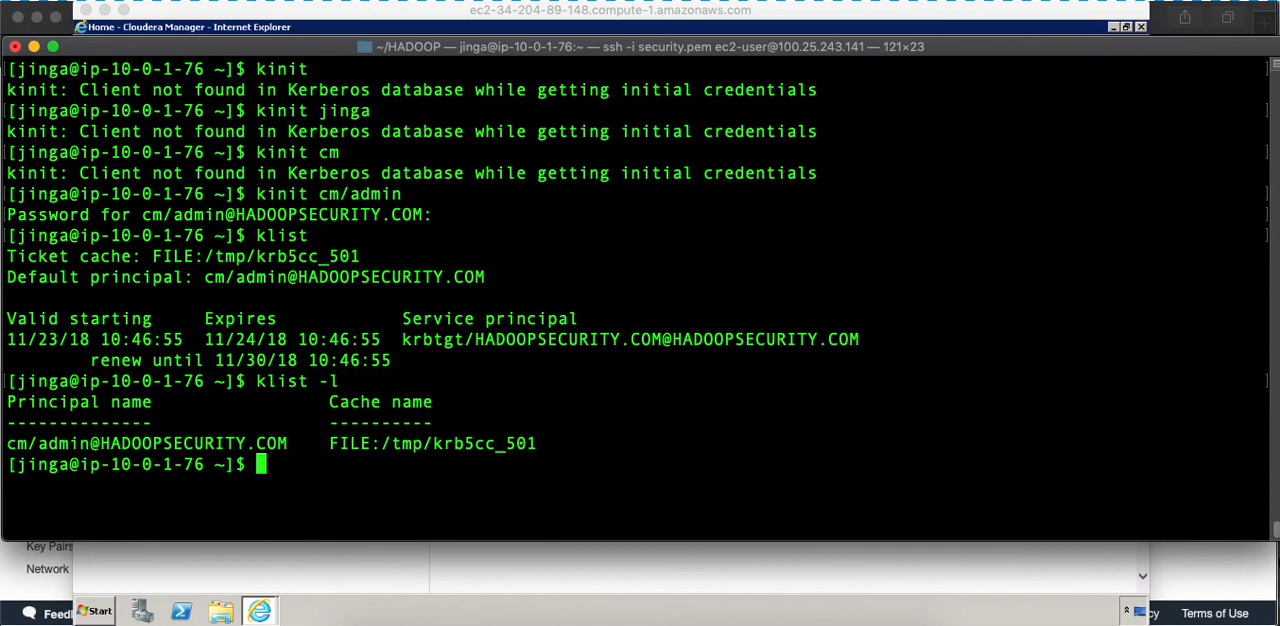 ec2-34-204-89-148.compute-1.amazonaws.com
Home - Cloudera Manager - Internet Explorer
~/HADOOP — jinga@ip-10-0-1-76:~ — ssh -i security.pem ec2-user@100.25.243.141 — 121×23
[jinga@ip-10-0-1-76 ~]$ kinit
kinit: Client not found in Kerberos database while getting initial credentials
[jinga@ip-10-0-1-76 ~]$ kinit jinga
kinit: Client not found in Kerberos database while getting initial credentials
[jinga@ip-10-0-1-76 ~]$ kinit cm
kinit: Client not found in Kerberos database while getting initial credentials
[jinga@ip-10-0-1-76 ~]$ kinit cm/admin
Password for cm/admin@HADOOPSECURITY.COM:
[jinga@ip-10-0-1-76 ~]$ klist
Ticket cache: FILE:/tmp/krb5cc_501
Default principal: cm/admin@HADOOPSECURITY.COM
Valid starting Expires Service principal
11/23/18 10:46:55 11/24/18 10:46:55 krbtgt/HADOOPSECURITY.COM@HADOOPSECURITY.COM
renew until 11/30/18 10:46:55
[jinga@ip-10-0-1-76 ~]$ klist -l
Principal name Cache name
-------------- ----------
cm/admin@HADOOPSECURITY.COM FILE:/tmp/krb5cc_501
[jinga@ip-10-0-1-76 ~]$
Key Pairs
Network
Feed
Start
cy Terms of Use